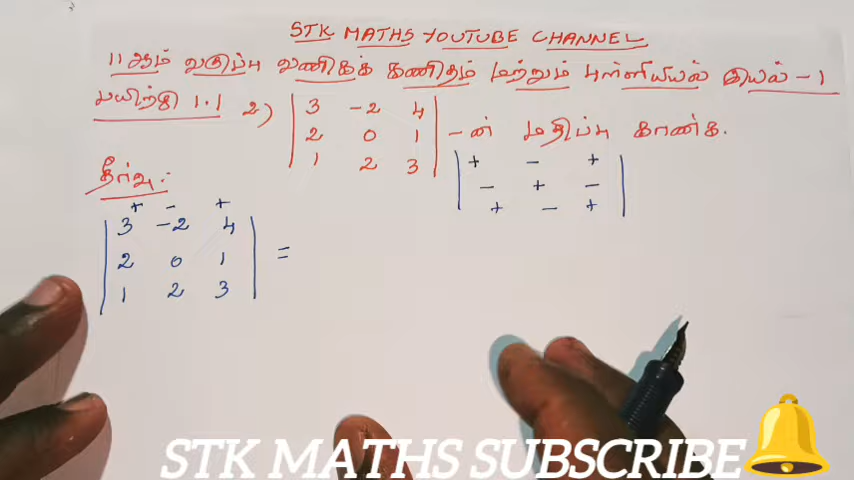 STK MATHS YOUTUBE CHANNEL
11 ஆம் வகுப்பு வணிகக் கணிதம் மற்றும் புள்ளியியல் இயல் - 1
பயிற்சி 1.1 2) | 3 -2 4 |
| 2 0 1 | - ன் மதிப்பு காண்க.
| 1 2 3 |
| + - + |
| - + - |
| + - + |
தீர்வு:-
+ - +
| 3 -2 4 |
| 2 0 1 | =
| 1 2 3 |
STK MATHS SUBSCRIBE